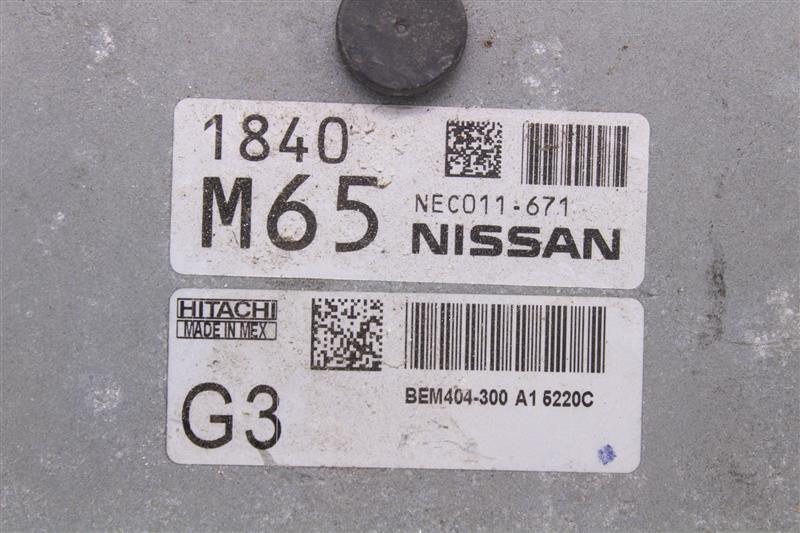 1840
M65
NEC011-671
NISSAN
HITACHI
MADE IN MEX
G3
BEM404-300 A1 5220C